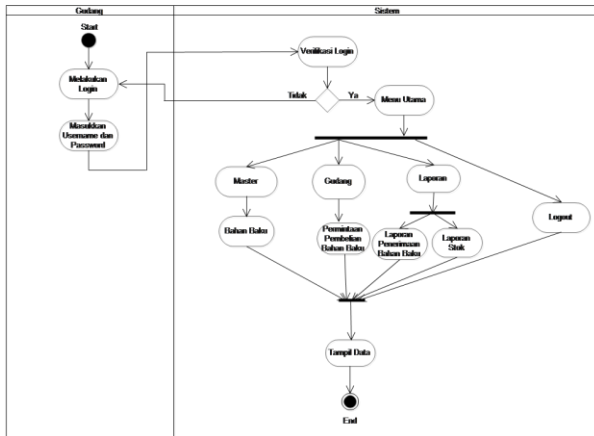 Gudang
Sistem
Start
Verifikasi Login
Melakukan
Login
Tidak
Ya
Menu Utama
Masukkan
Username dan
Password
Master
Gudang
Laporan
Logout
Bahan Baku
Permintaan
Pembelian
Bahan Baku
Laporan
Penerimaan
Bahan Baku
Laporan
Stok
Tampil Data
End